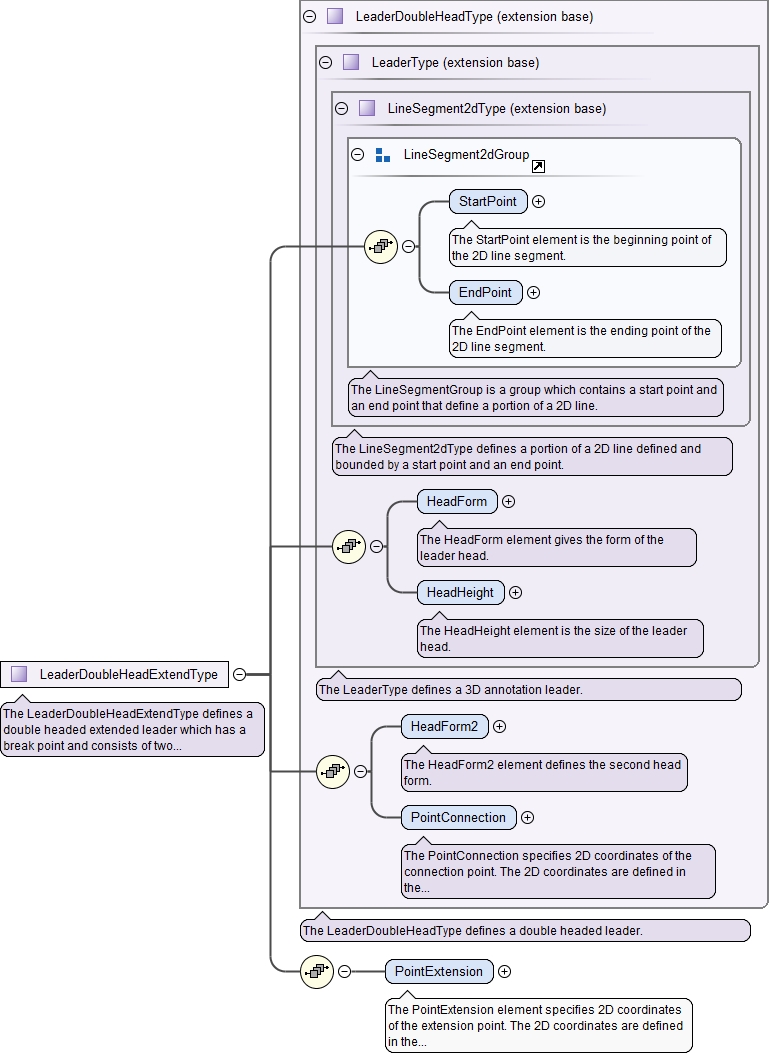 LeaderDoubleHeadType (extension base)
LeaderType (extension base)
LineSegment2dType (extension base)
LineSegment2dGroup
StartPoint
The StartPoint element is the beginning point of
the 2D line segment.
EndPoint
The EndPoint element is the ending point of the
2D line segment.
The LineSegmentGroup is a group which contains a start point and
an end point that define a portion of a 2D line.
The LineSegment2dType defines a portion of a 2D line defined and
bounded by a start point and an end point.
HeadForm
The HeadForm element gives the form of the
leader head.
HeadHeight
The HeadHeight element is the size of the leader
head.
The LeaderType defines a 3D annotation leader.
LeaderDoubleHeadExtendType
The LeaderDoubleHeadExtendType defines a
double headed extended leader which has a
break point and consists of two...
HeadForm2
The HeadForm2 element defines the second head
form.
PointConnection
The PointConnection specifies 2D coordinates of the
connection point. The 2D coordinates are defined in
the...
The LeaderDoubleHeadType defines a double headed leader.
PointExtension
The PointExtension element specifies 2D coordinates
of the extension point. The 2D coordinates are defined
in the...